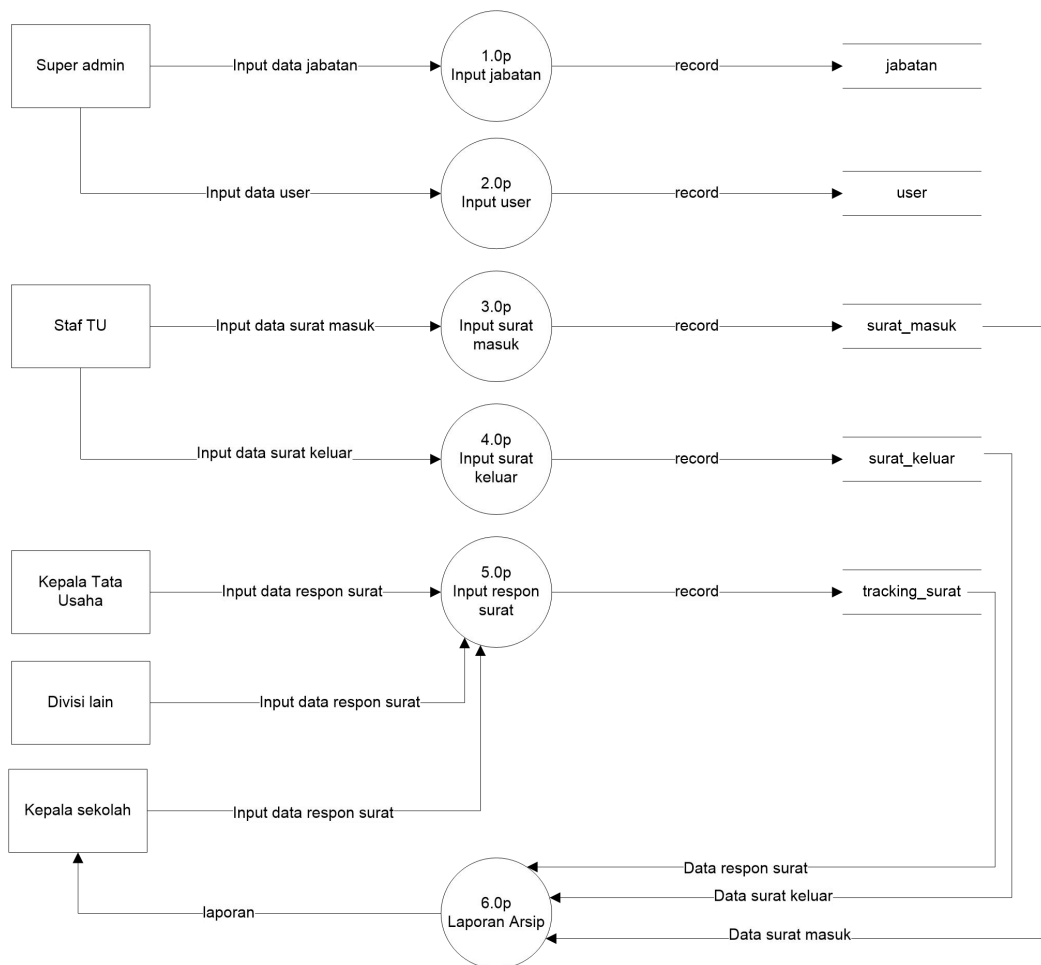 Super admin
Input data jabatan
1.0p
Input jabatan
record
jabatan
Input data user
2.0p
Input user
record
user
Staf TU
Input data surat masuk
3.0p
Input surat
masuk
record
surat_masuk
Input data surat keluar
4.0p
Input surat
keluar
record
surat_keluar
Kepala Tata
Usaha
Input data respon surat
5.0p
Input respon
surat
record
tracking_surat
Divisi lain
Input data respon surat
Kepala sekolah
Input data respon surat
Data respon surat
Data surat keluar
laporan
6.0p
Laporan Arsip
Data surat masuk